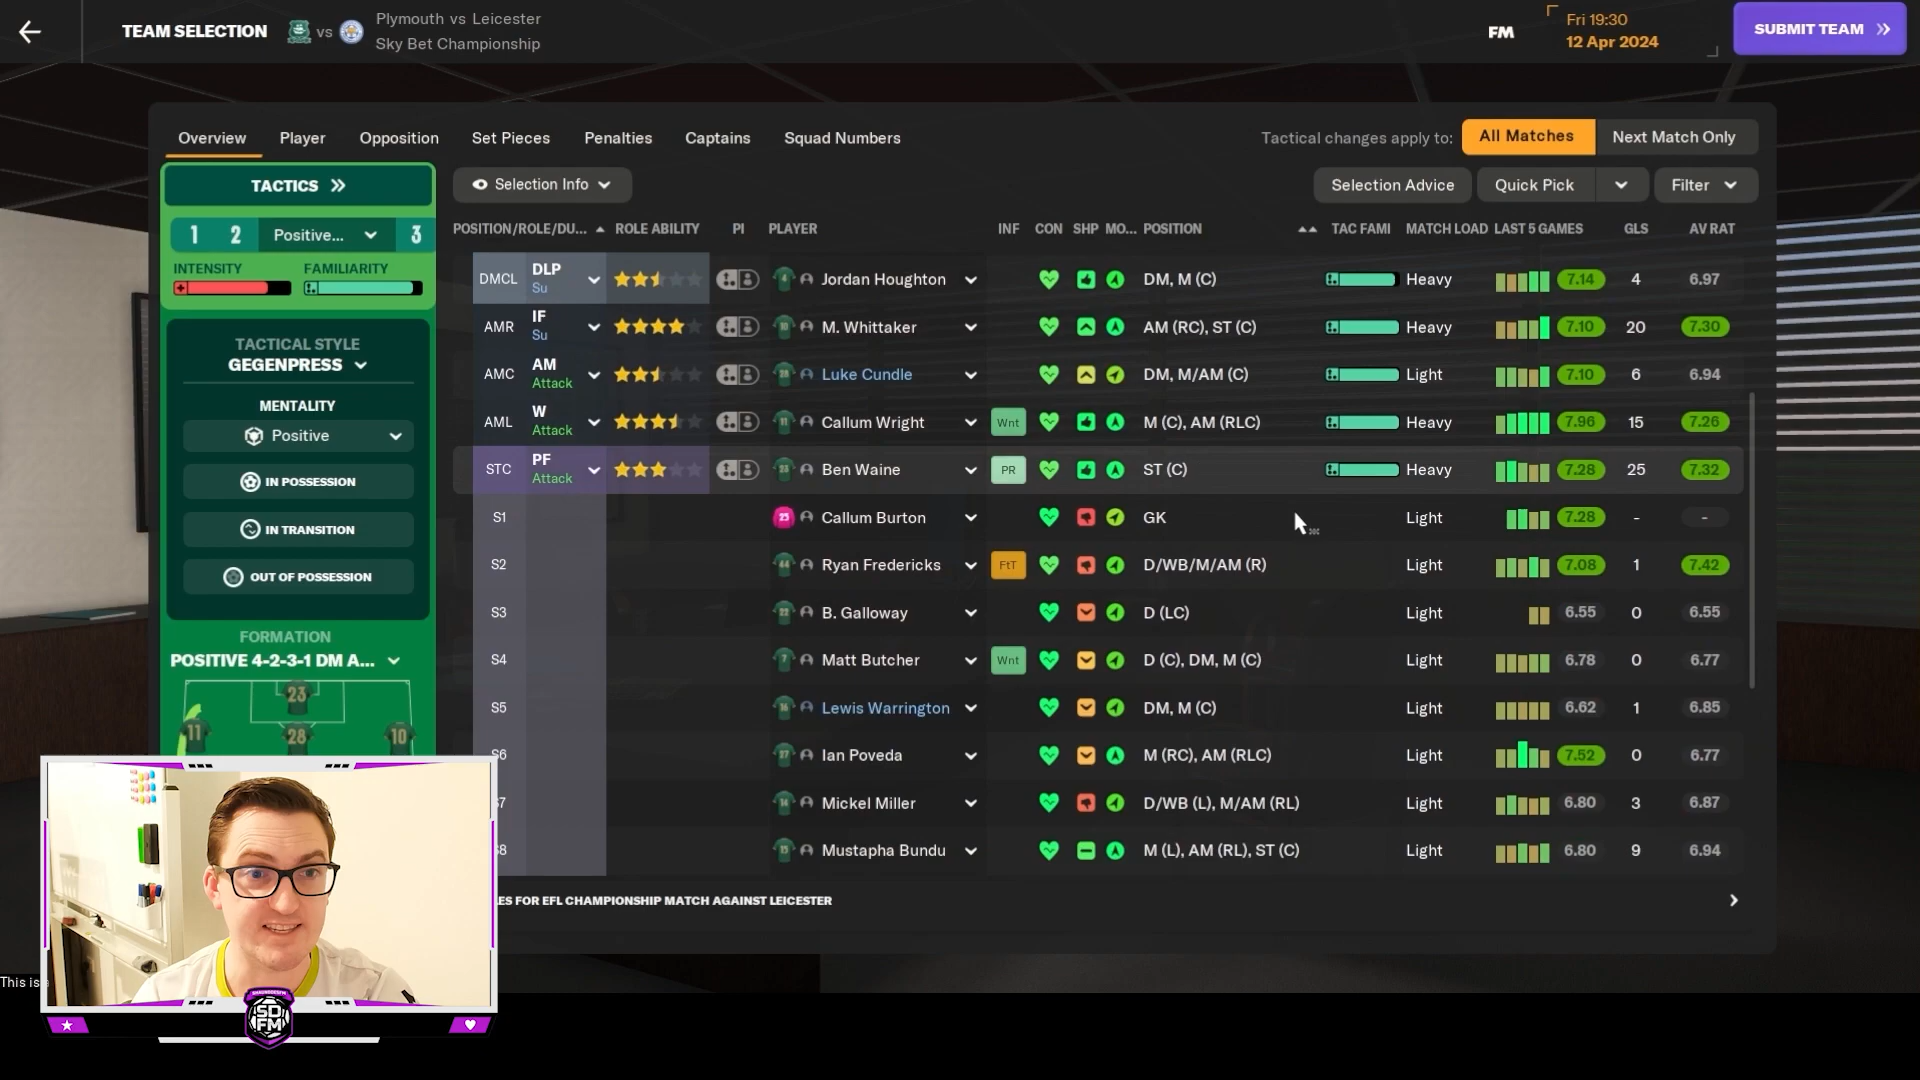 TEAM SELECTION
vs
Plymouth vs Leicester
Sky Bet Championship
FM
Fri 19:30
12 Apr 2024
SUBMIT TEAM
Overview Player Opposition Set Pieces Penalties Captains Squad Numbers
Tactical changes apply to: All Matches Next Match Only
TACTICS
Selection Info
Selection Advice Quick Pick Filter
1 2 Positive... 3
INTENSITY FAMILIARITY
TACTICAL STYLE
GEGENPRESS
MENTALITY
Positive
IN POSSESSION
IN TRANSITION
OUT OF POSSESSION
FORMATION
POSITIVE 4-2-3-1 DM A...
23
11 28 10
POSITION/ROLE/DU... ROLE ABILITY PI PLAYER INF CON SHP MO... POSITION TAC FAMI MATCH LOAD LAST 5 GAMES GLS AV RAT
DMCL DLP Su Jordan Houghton DM, M (C) Heavy 7.14 4 6.97
AMR IF Su M. Whittaker AM (RC), ST (C) Heavy 7.10 20 7.30
AMC AM Attack Luke Cundle DM, M/AM (C) Light 7.10 6 6.94
AML W Attack Callum Wright Wnt M (C), AM (RLC) Heavy 7.96 15 7.26
STC PF Attack Ben Waine PR ST (C) Heavy 7.28 25 7.32
S1 25 Callum Burton GK Light 7.28 - -
S2 Ryan Fredericks FtT D/WB/M/AM (R) Light 7.08 1 7.42
S3 B. Galloway D (LC) Light 6.55 0 6.55
S4 Matt Butcher Wnt D (C), DM, M (C) Light 6.78 0 6.77
S5 Lewis Warrington DM, M (C) Light 6.62 1 6.85
S6 Ian Poveda M (RC), AM (RLC) Light 7.52 0 6.77
S7 Mickel Miller D/WB (L), M/AM (RL) Light 6.80 3 6.87
S8 Mustapha Bundu M (L), AM (RL), ST (C) Light 6.80 9 6.94
FOR EFL CHAMPIONSHIP MATCH AGAINST LEICESTER
This is
SD
FM